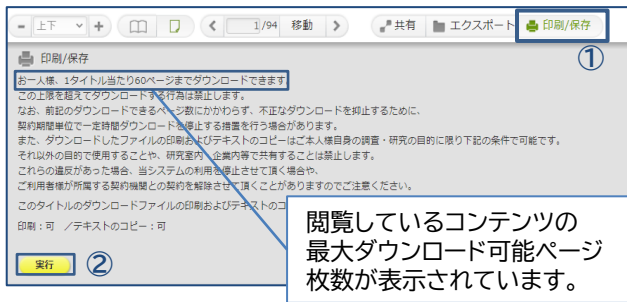 - 上下 + 1/94 移動 共有 エクスポート 印刷/保存
①
印刷/保存
お一人様、1タイトル当たり60ページまでダウンロードできます
この上限を超えてダウンロードする行為は禁止します。
なお、前記のダウンロードできるページ数にかかわらず、不正なダウンロードを抑止するために、
契約期間単位で一定時間ダウンロードを停止する措置を行う場合があります。
また、ダウンロードしたファイルの印刷及びテキストのコピーはご本人様自身の調査・研究の目的に限り下記の条件で可能です。
それ以外の目的で使用することや、研究室内、企業内等で共有することは禁止します。
これらの違反があった場合、当システムの利用を停止させて頂く場合や、
ご利用者様が所属する契約機関との契約を解除させて頂くことがありますのでご注意ください。
このタイトルのダウンロードファイルの印刷およびテキストのコ
印刷：可 ／テキストのコピー：可
実行 ②
閲覧しているコンテンツの
最大ダウンロード可能ページ
枚数が表示されています。